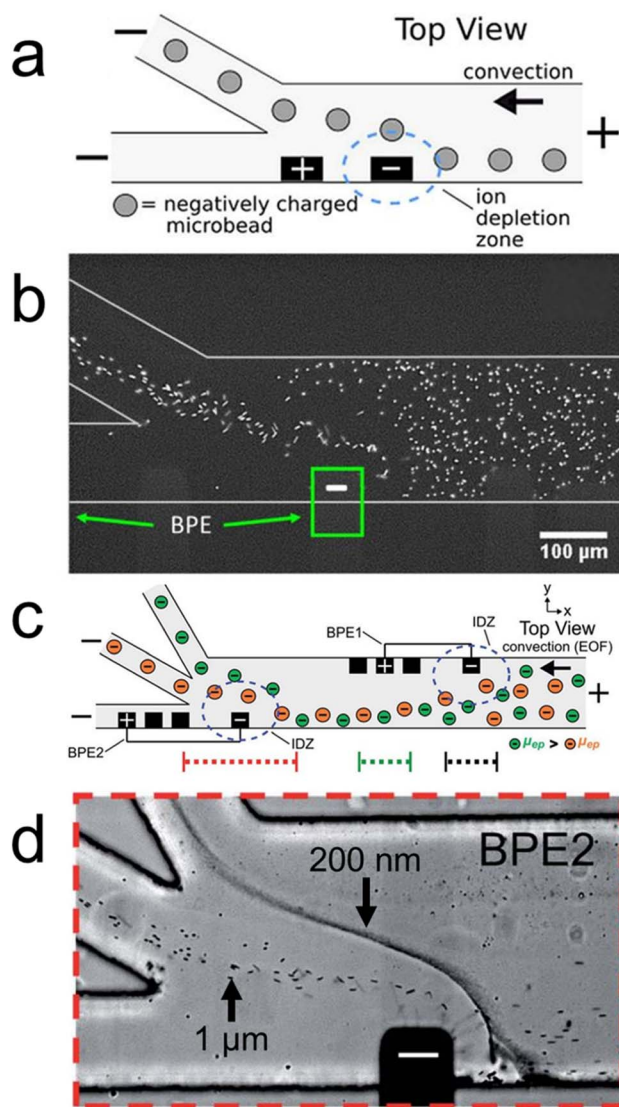 a
Top View
convection
−
−
+
+
−
= negatively charged
microbead
ion
depletion
zone
b
BPE
−
100 µm
c
BPE1
IDZ
y
x
Top View
convection (EOF)
−
−
−
+
−
+
+
−
BPE2
IDZ
µep > µep
d
BPE2
200 nm
1 µm
−